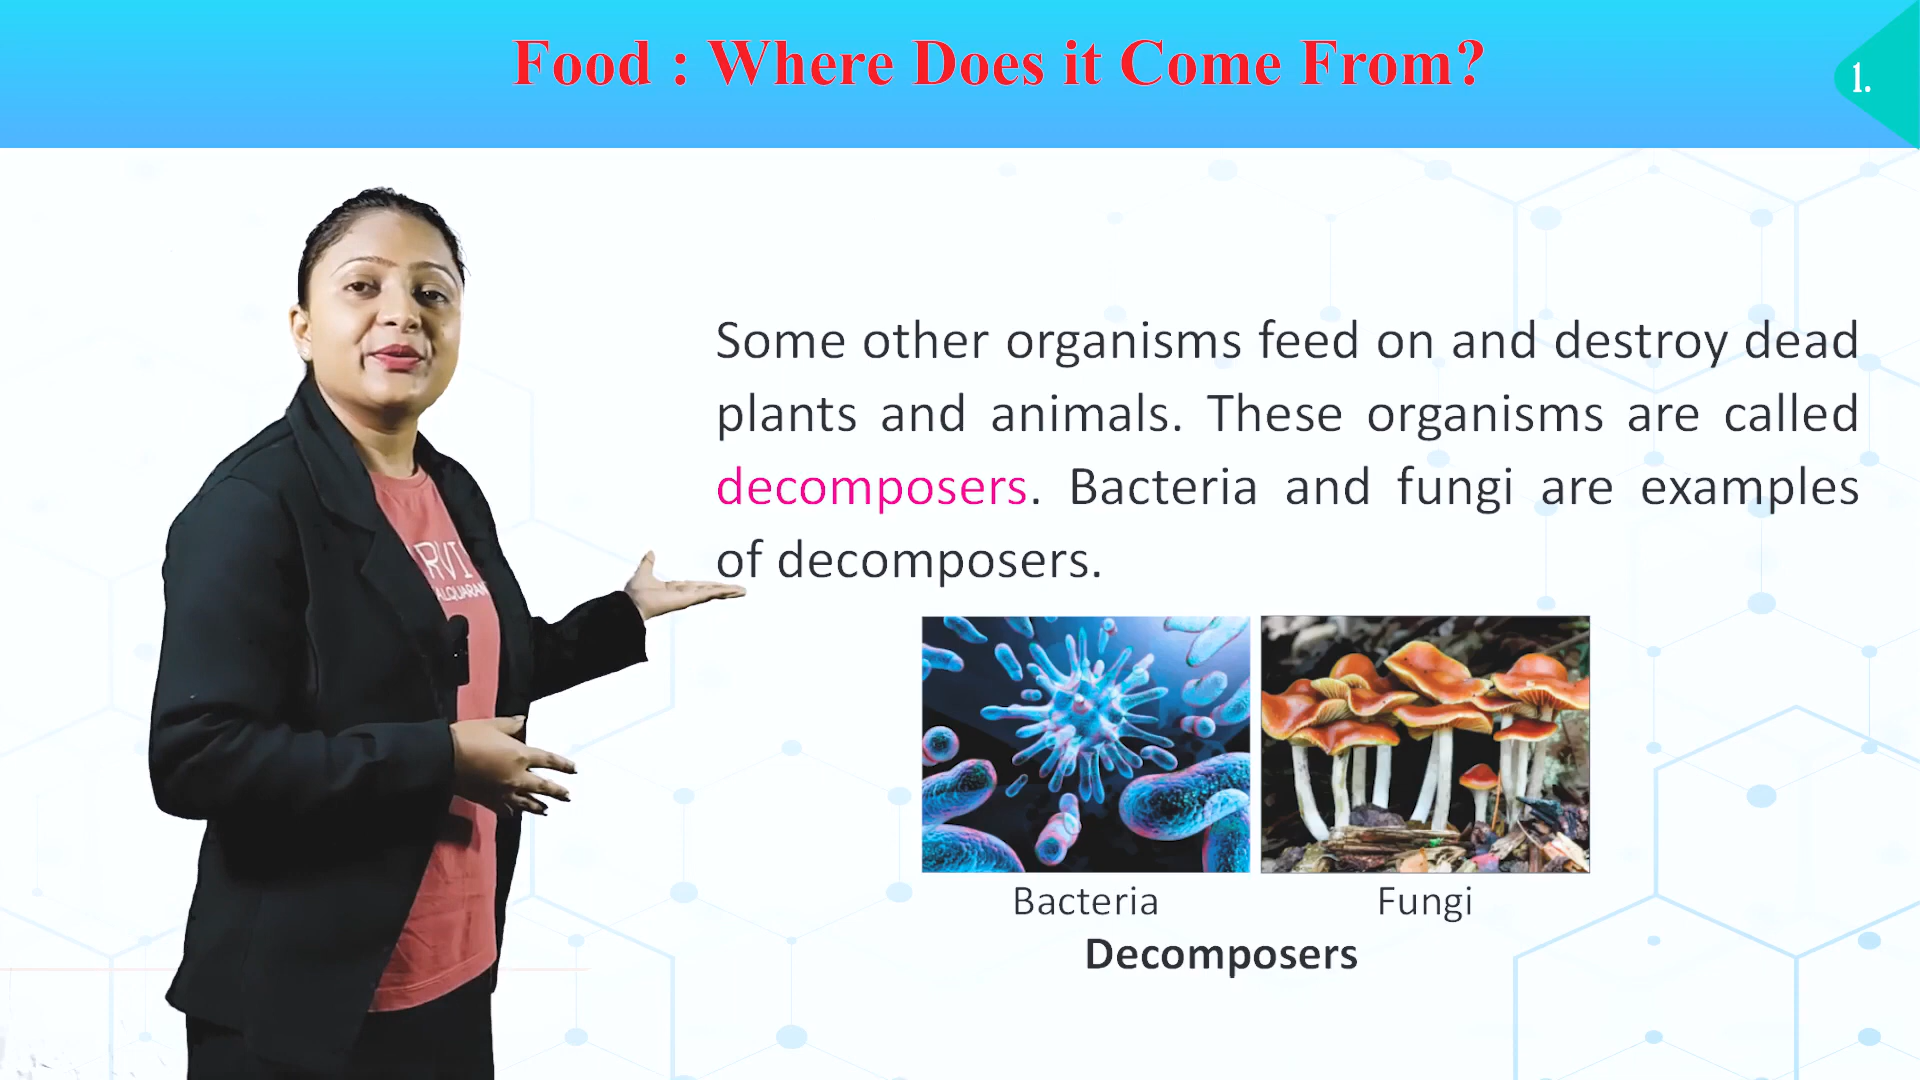 Food : Where Does it Come From?
1.
Some other organisms feed on and destroy dead
plants and animals. These organisms are called
decomposers. Bacteria and fungi are examples
of decomposers.
Bacteria
Fungi
Decomposers